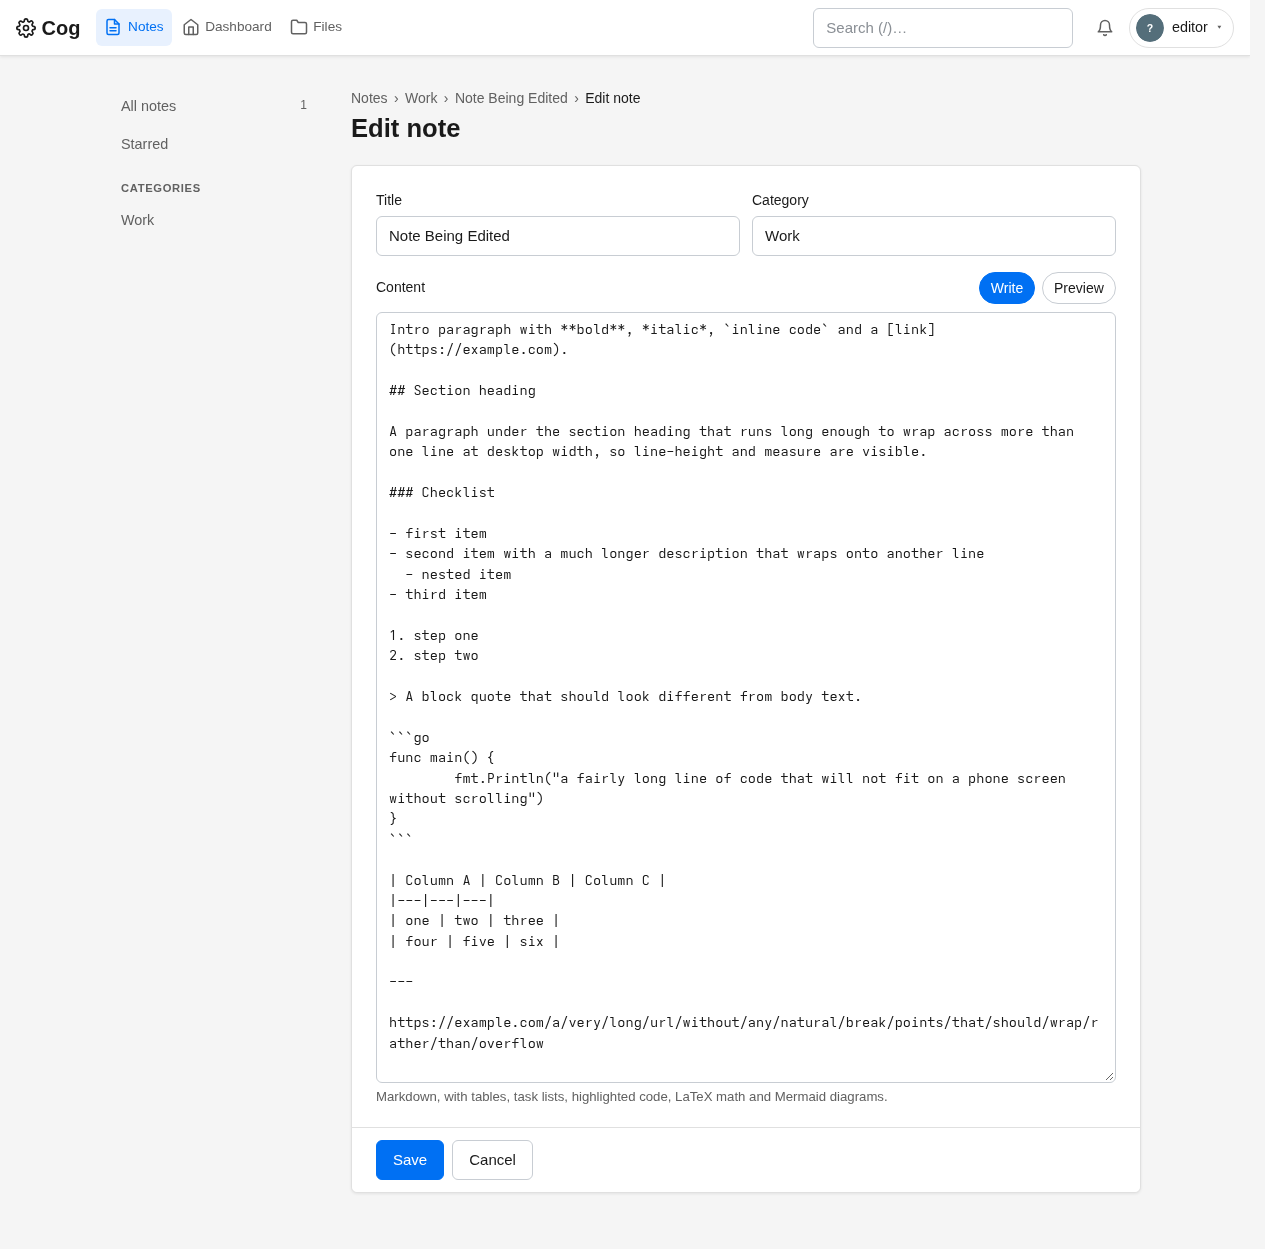 Cog
Notes
Dashboard
Files
Search (/)…
?
editor
All notes
1
Starred
CATEGORIES
Work
Notes › Work › Note Being Edited › Edit note
Edit note
Title
Category
Note Being Edited
Work
Content
Write
Preview
Intro paragraph with **bold**, *italic*, `inline code` and a [link]
(https://example.com).
## Section heading
A paragraph under the section heading that runs long enough to wrap across more than
one line at desktop width, so line-height and measure are visible.
### Checklist
- first item
- second item with a much longer description that wraps onto another line
  - nested item
- third item
1. step one
2. step two
> A block quote that should look different from body text.
```go
func main() {
        fmt.Println("a fairly long line of code that will not fit on a phone screen
without scrolling")
}
```
| Column A | Column B | Column C |
|---|---|---|
| one | two | three |
| four | five | six |
---
https://example.com/a/very/long/url/without/any/natural/break/points/that/should/wrap/r
ather/than/overflow
Markdown, with tables, task lists, highlighted code, LaTeX math and Mermaid diagrams.
Save
Cancel